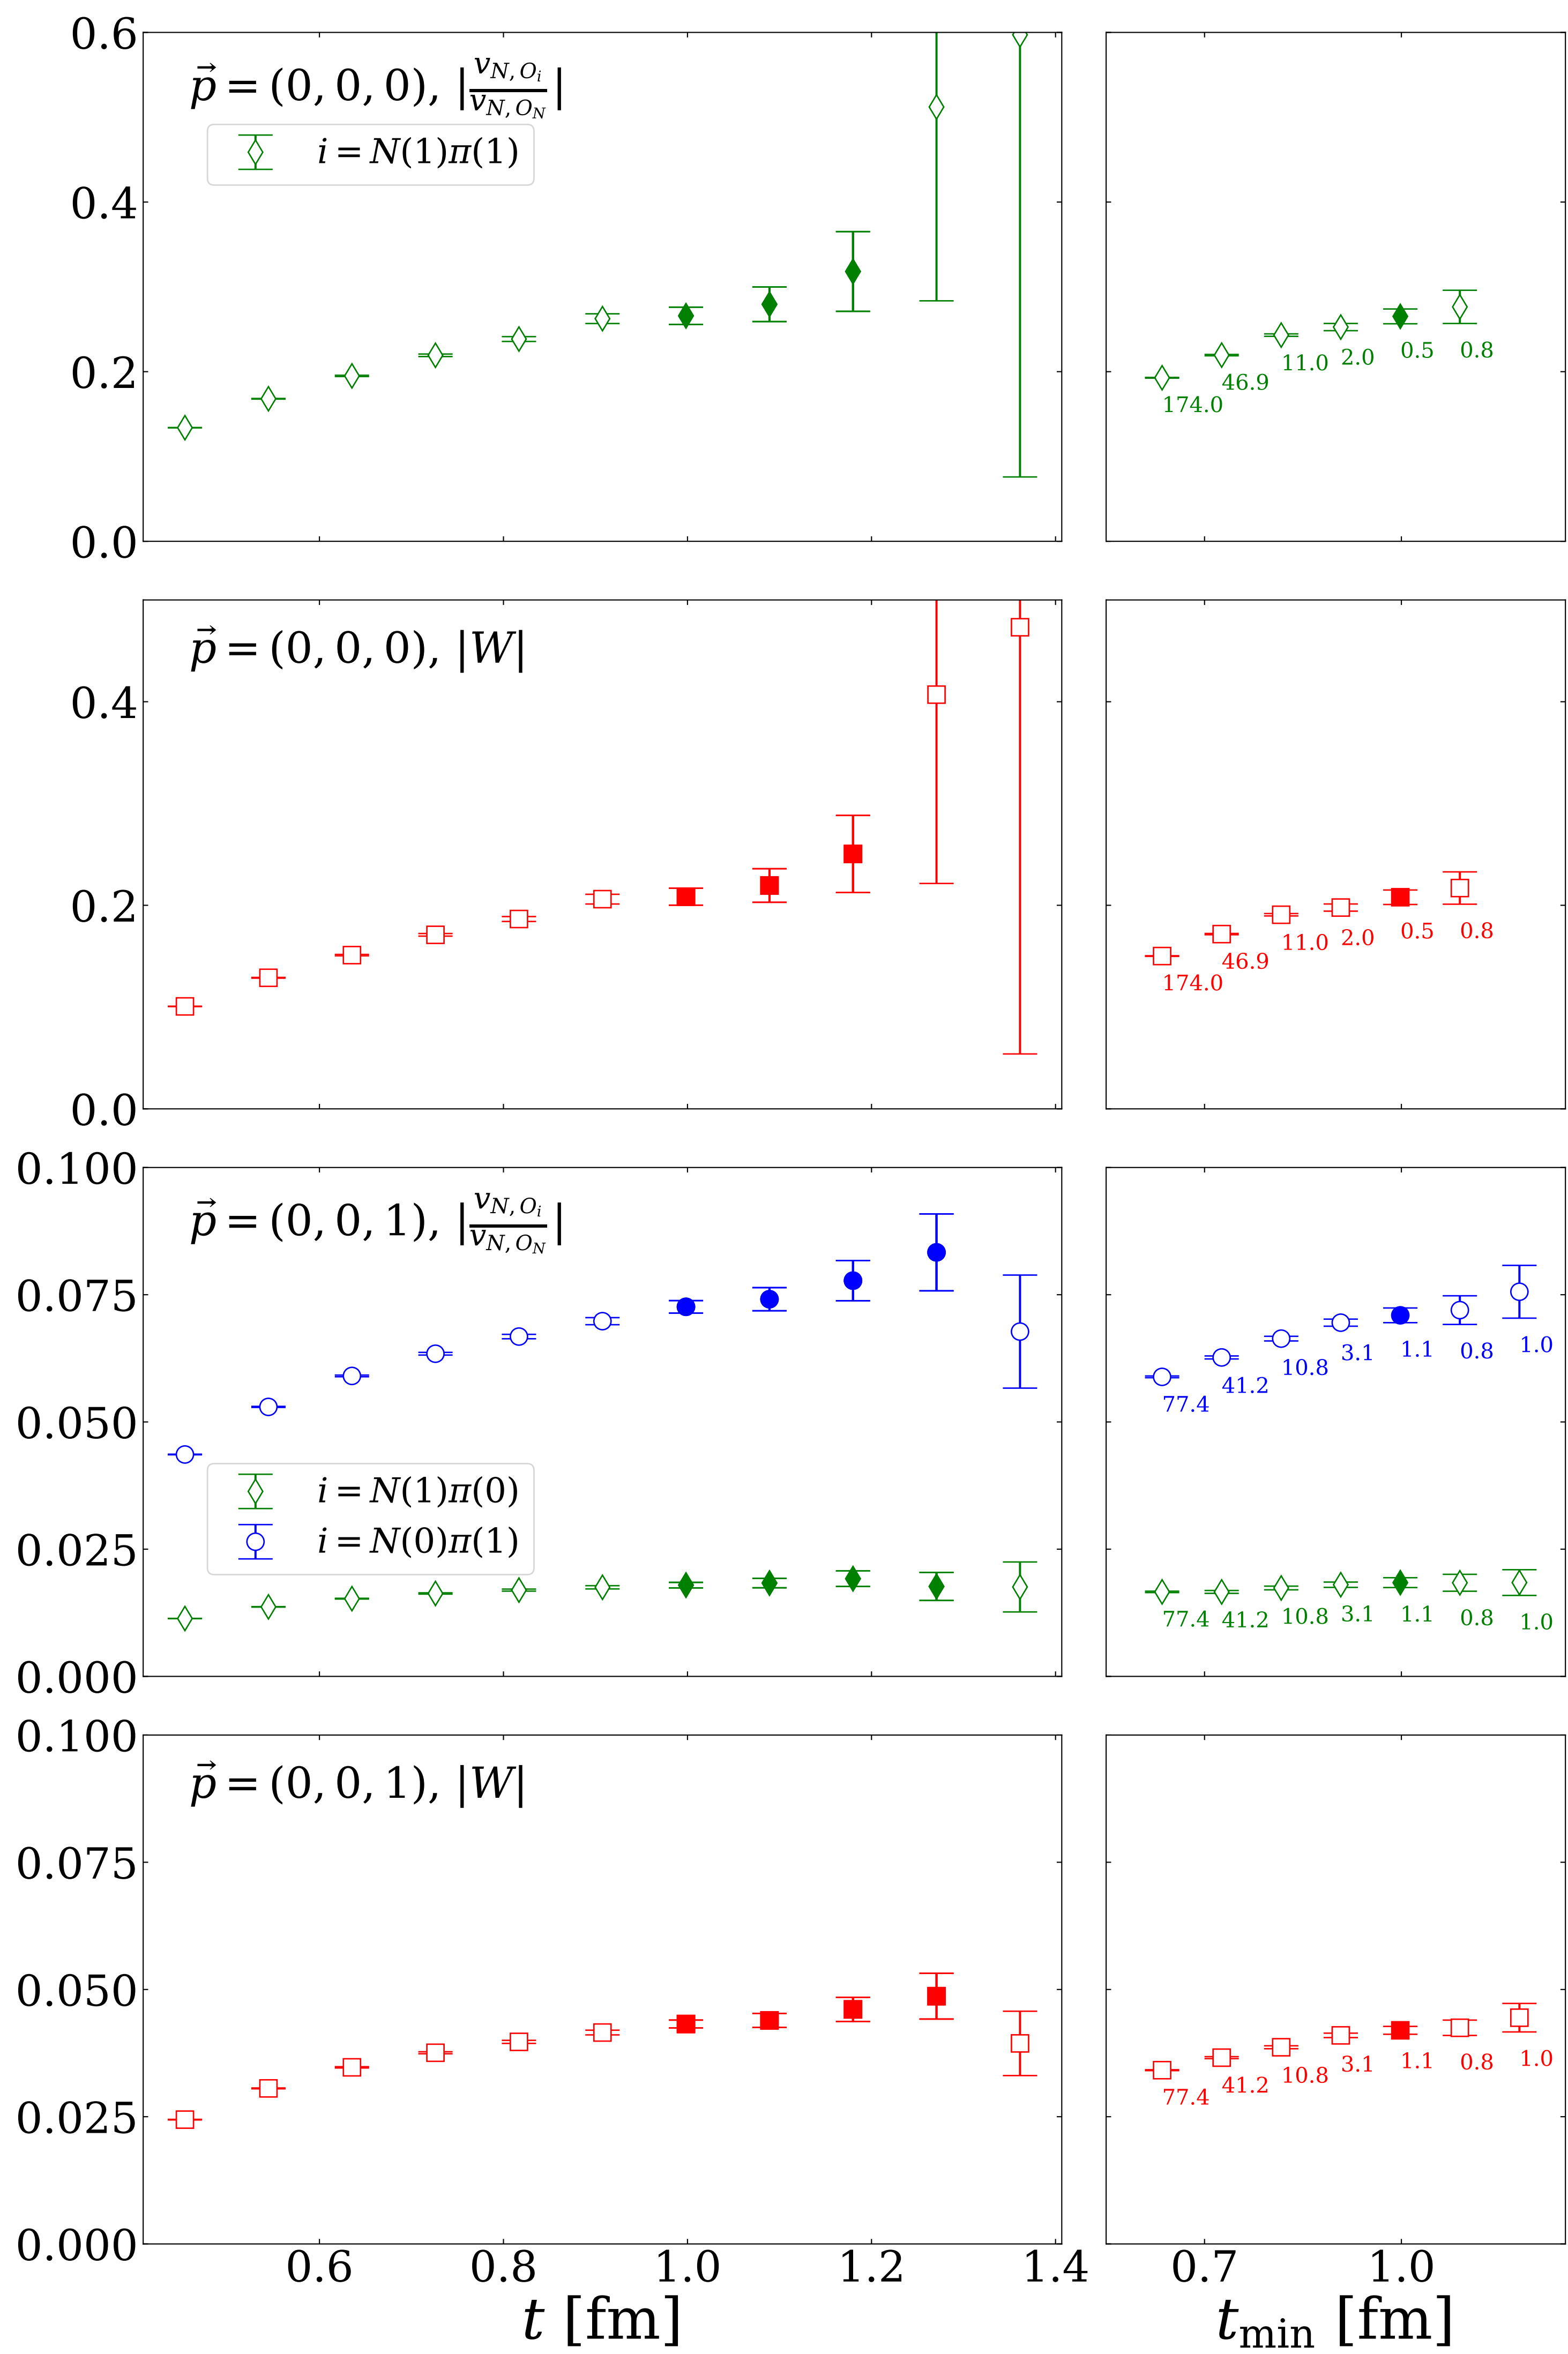 0.6
0.4
0.2
0.0
p⃗ = (0, 0, 0), |v_{N, O_i} / v_{N, O_N}|
i = N(1)π(1)
174.0 46.9 11.0 2.0 0.5 0.8
0.4
0.2
0.0
p⃗ = (0, 0, 0), |W|
174.0 46.9 11.0 2.0 0.5 0.8
0.100
0.075
0.050
0.025
0.000
p⃗ = (0, 0, 1), |v_{N, O_i} / v_{N, O_N}|
i = N(1)π(0)
i = N(0)π(1)
77.4 41.2 10.8 3.1 1.1 0.8 1.0
77.4 41.2 10.8 3.1 1.1 0.8 1.0
0.100
0.075
0.050
0.025
0.000
p⃗ = (0, 0, 1), |W|
77.4 41.2 10.8 3.1 1.1 0.8 1.0
0.6 0.8 1.0 1.2 1.4
t [fm]
0.7 1.0
t_min [fm]